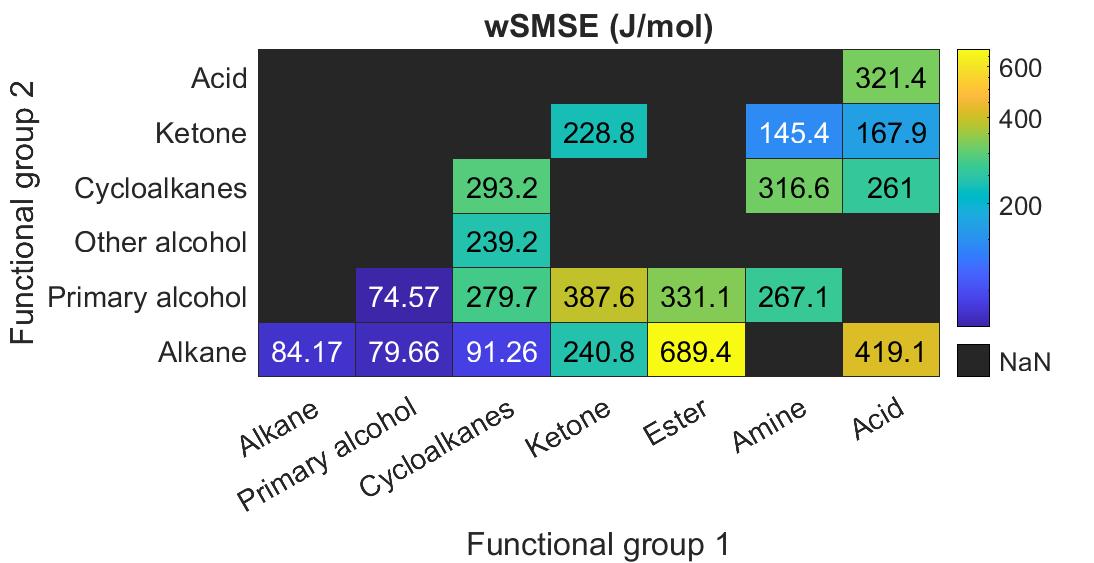 wSMSE (J/mol)
Functional group 2
Acid 321.4
Ketone 228.8 145.4 167.9
Cycloalkanes 293.2 316.6 261
Other alcohol 239.2
Primary alcohol 74.57 279.7 387.6 331.1 267.1
Alkane 84.17 79.66 91.26 240.8 689.4 419.1
600
400
200
NaN
Alkane Primary alcohol Cycloalkanes Ketone Ester Amine Acid
Functional group 1